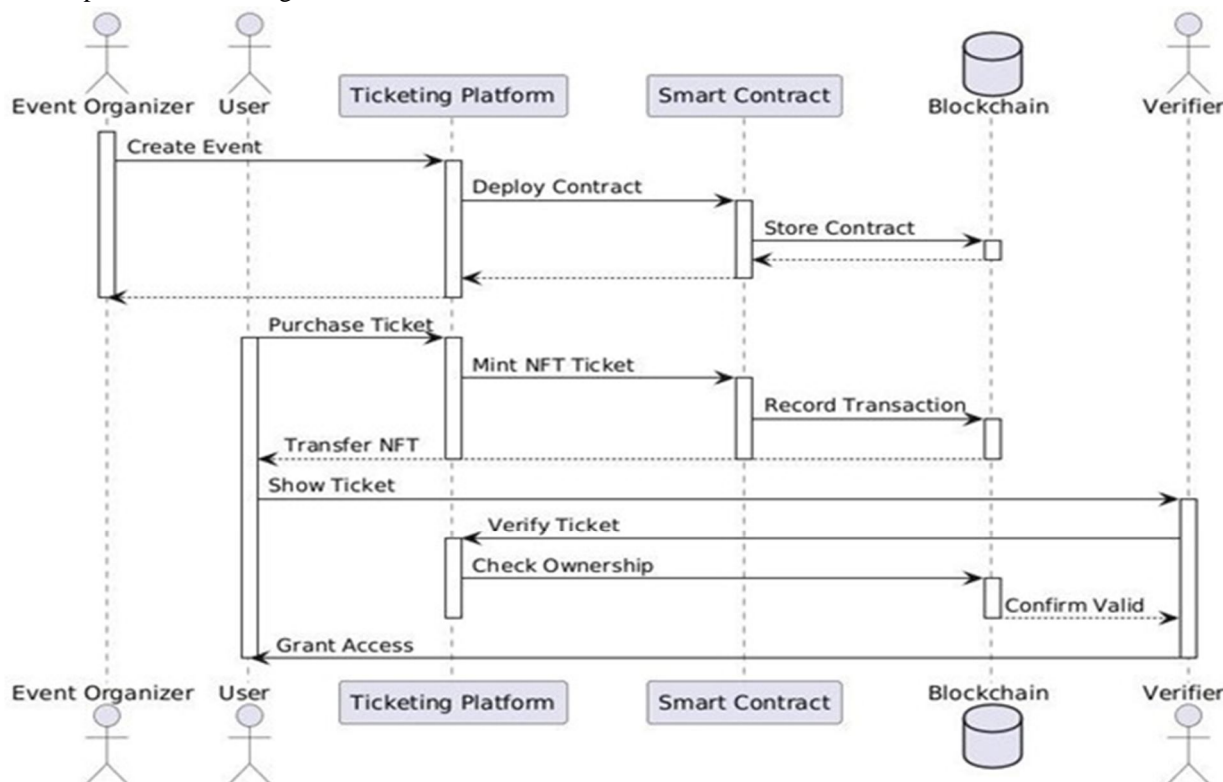 Event Organizer User Ticketing Platform Smart Contract Blockchain Verifier
Create Event
Deploy Contract
Store Contract
Purchase Ticket
Mint NFT Ticket
Record Transaction
Transfer NFT
Show Ticket
Verify Ticket
Check Ownership
Confirm Valid
Grant Access
Event Organizer User Ticketing Platform Smart Contract Blockchain Verifier